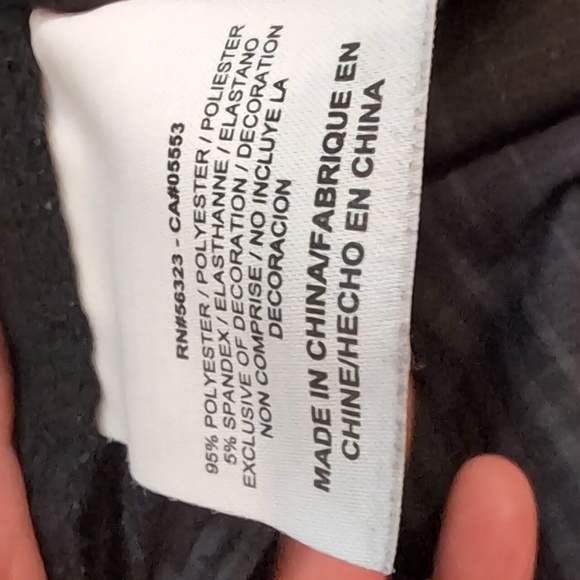 RN#56323 - CA#05553
95% POLYESTER / POLYESTER / POLIESTER
5% SPANDEX / ELASTHANNE / ELASTANO
EXCLUSIVE OF DECORATION / DECORATION
NON COMPRISE / NO INCLUYE LA
DECORACION
MADE IN CHINA/FABRIQUE EN
CHINE/HECHO EN CHINA